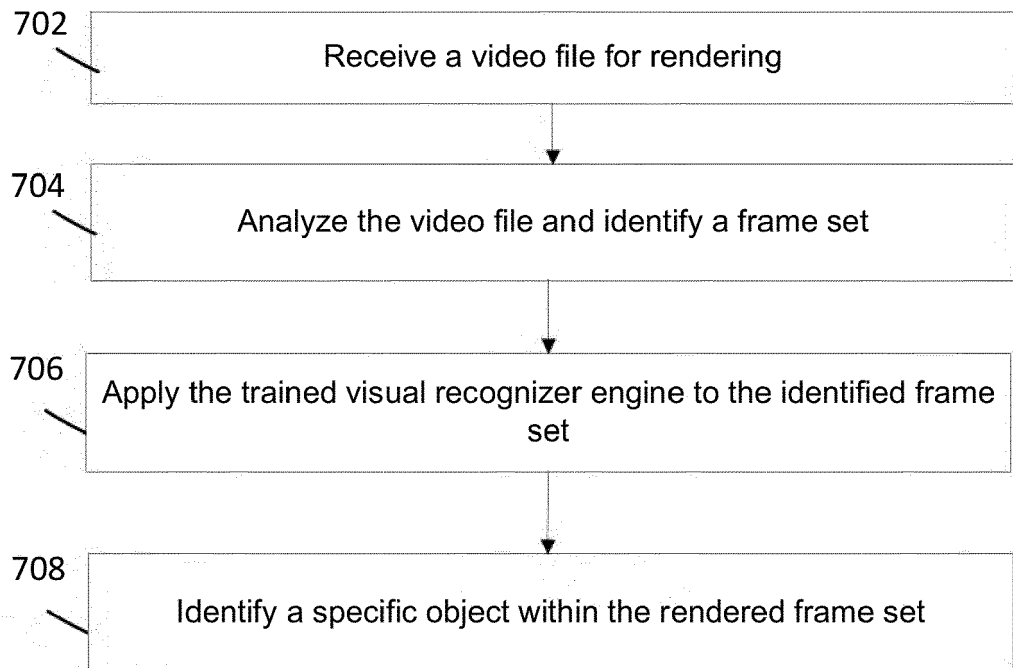 702
Receive a video file for rendering
704
Analyze the video file and identify a frame set
706
Apply the trained visual recognizer engine to the identified frame
set
708
Identify a specific object within the rendered frame set